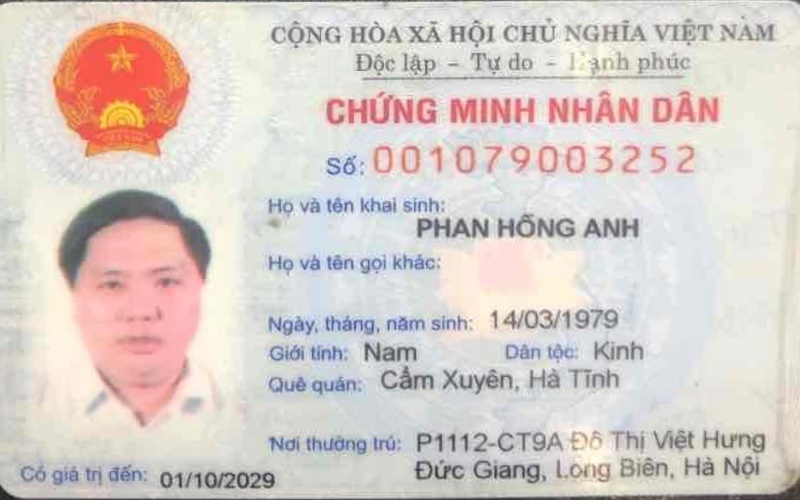 CỘNG HÒA XÃ HỘI CHỦ NGHĨA VIỆT NAM
Độc lập - Tự do - Hạnh phúc
CHỨNG MINH NHÂN DÂN
Số: 001079003252
Họ và tên khai sinh:
PHAN HỒNG ANH
Họ và tên gọi khác:
Ngày, tháng, năm sinh: 14/03/1979
Giới tính: Nam Dân tộc: Kinh
Quê quán: Cẩm Xuyên, Hà Tĩnh
Nơi thường trú: P1112-CT9A Đô Thị Việt Hưng
Đức Giang, Long Biên, Hà Nội
Có giá trị đến: 01/10/2029